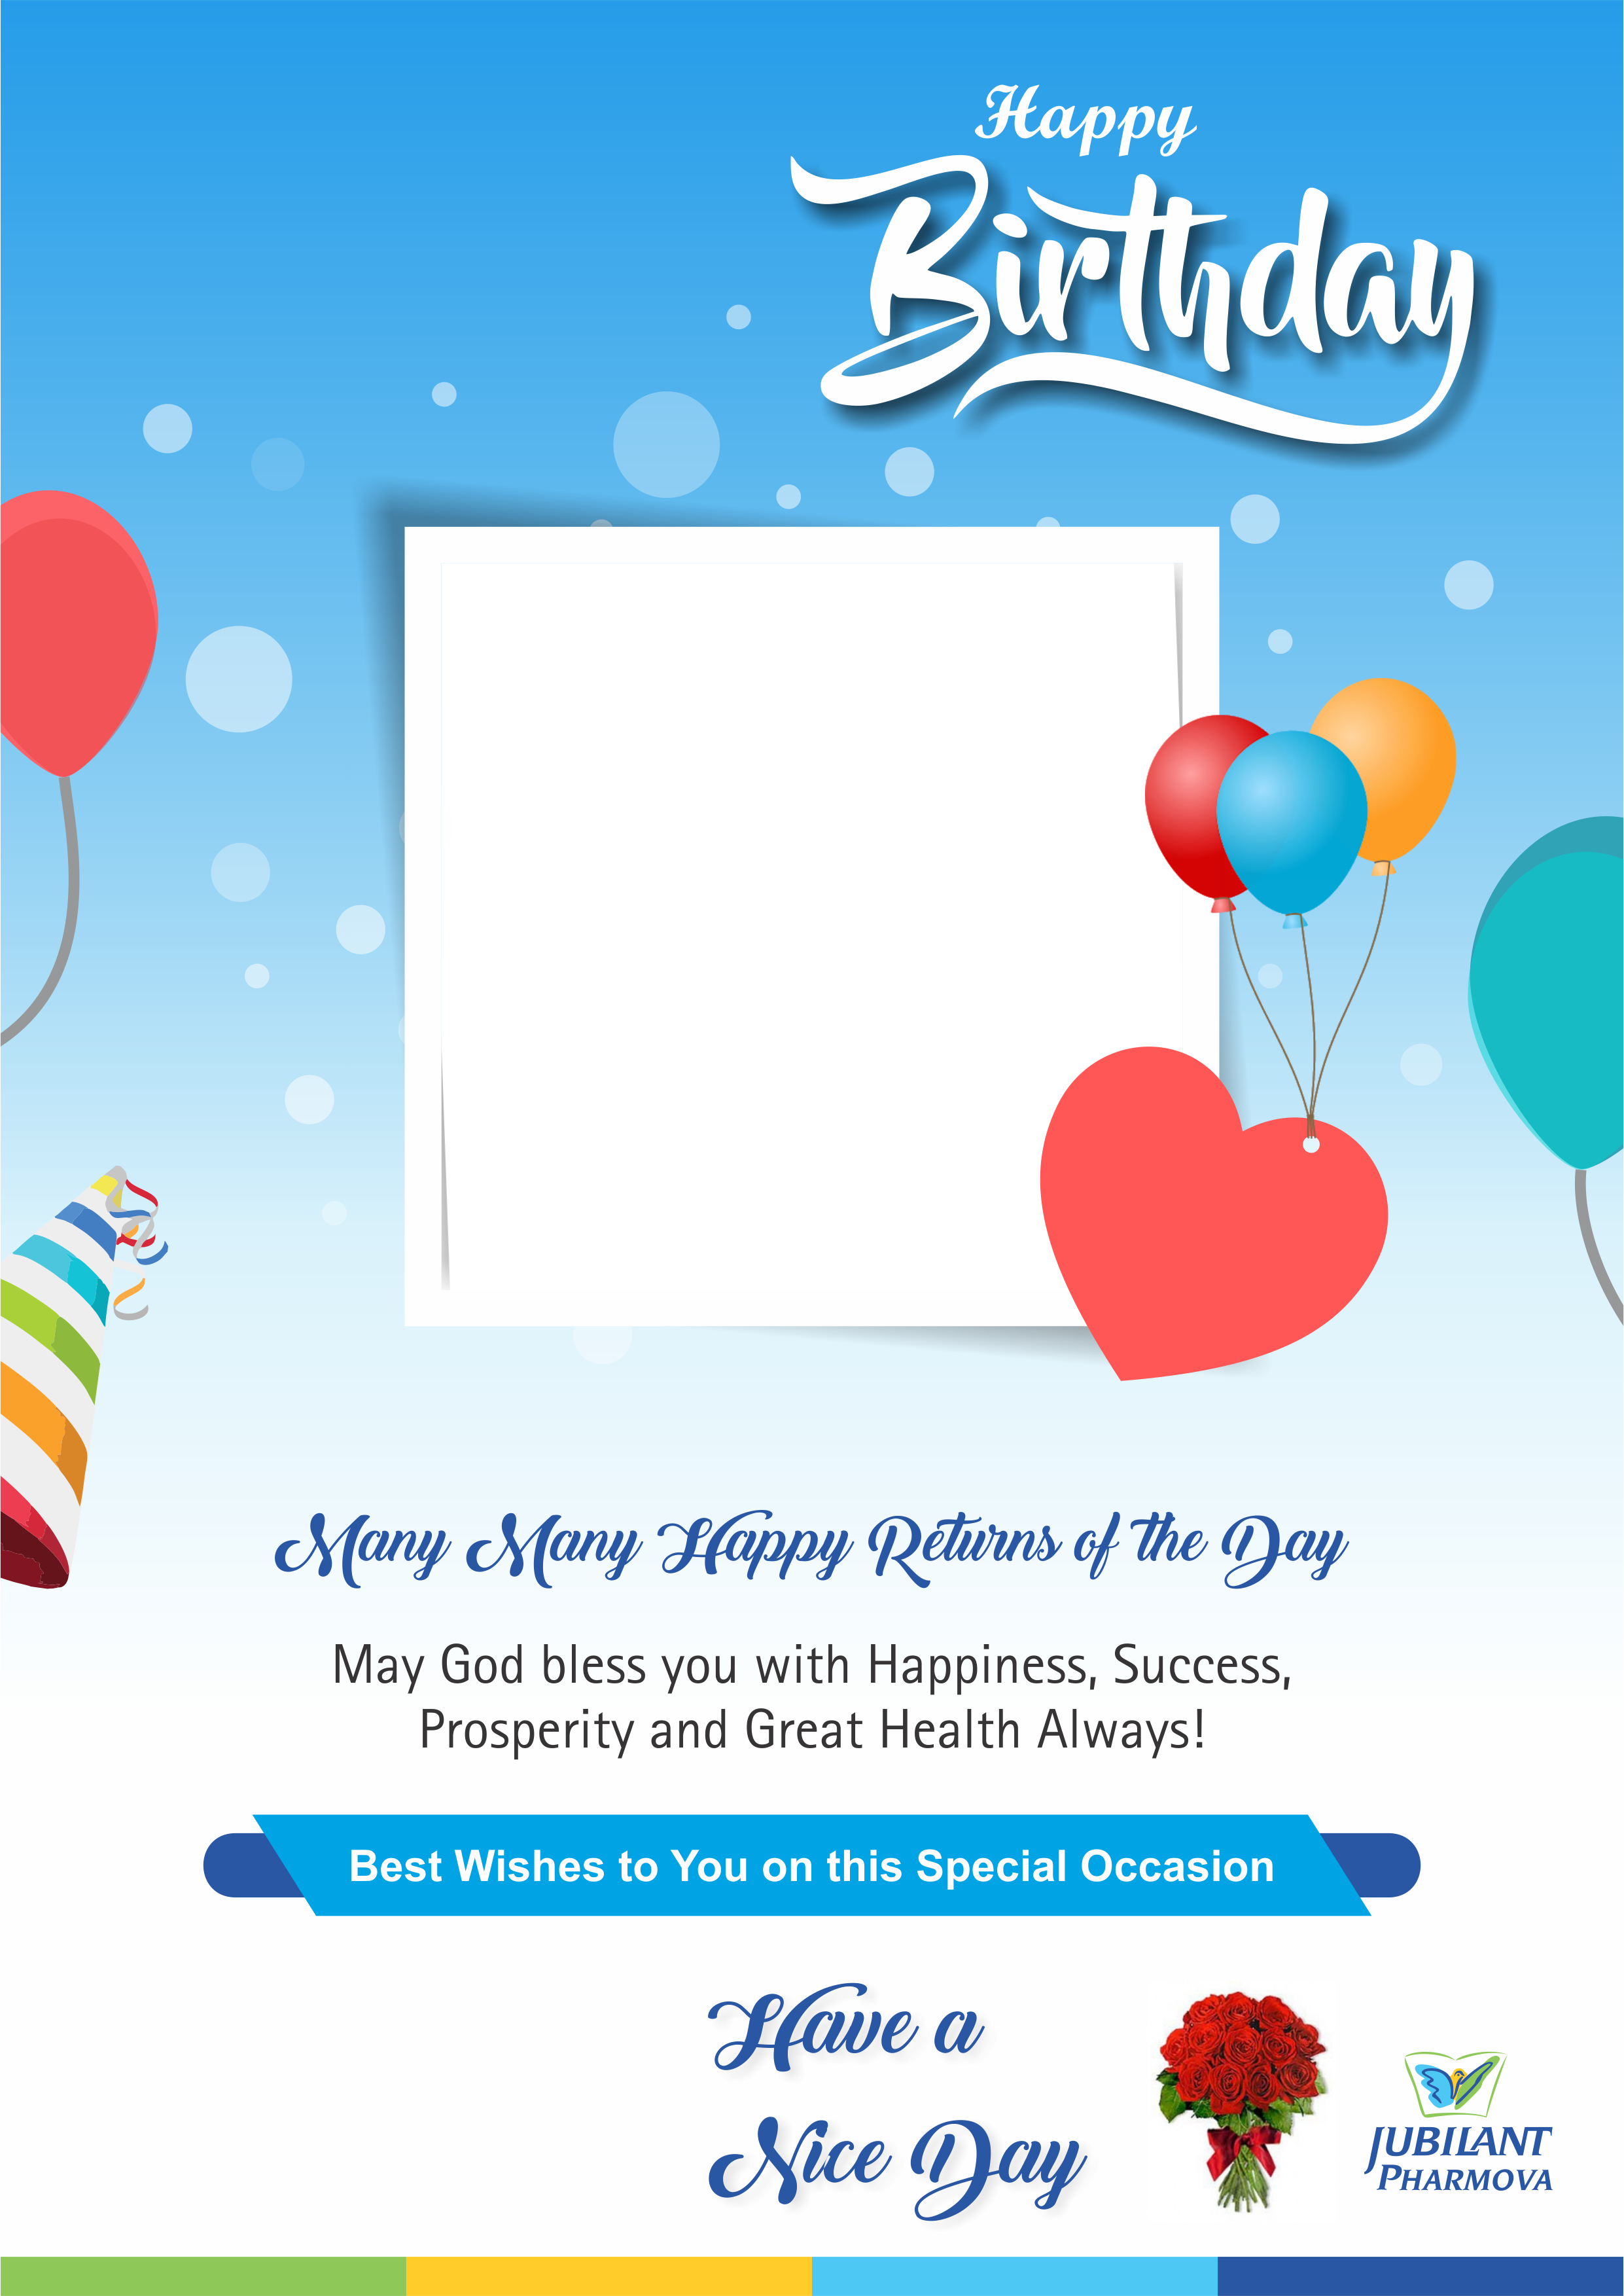 Happy
Birthday
Many Many Happy Returns of the Day
May God bless you with Happiness, Success,
Prosperity and Great Health Always!
Best Wishes to You on this Special Occasion
Have a
Nice Day
JUBILANT
PHARMOVA